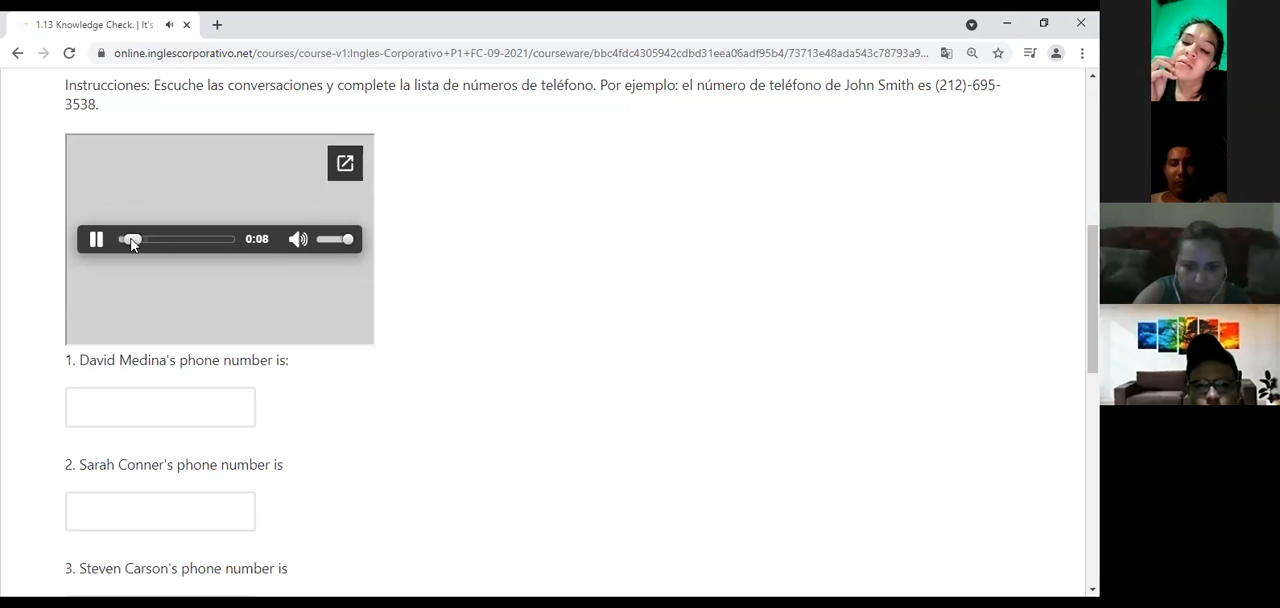 1.13 Knowledge Check. | It's
online.inglescorporativo.net/courses/course-v1:Ingles-Corporativo+P1+FC-09-2021/courseware/bbc4fdc4305942cdbd31eea06adf95b4/73713e48ada543c78793a9...
Instrucciones: Escuche las conversaciones y complete la lista de números de teléfono. Por ejemplo: el número de teléfono de John Smith es (212)-695-
3538.
0:08
1. David Medina's phone number is:
2. Sarah Conner's phone number is
3. Steven Carson's phone number is